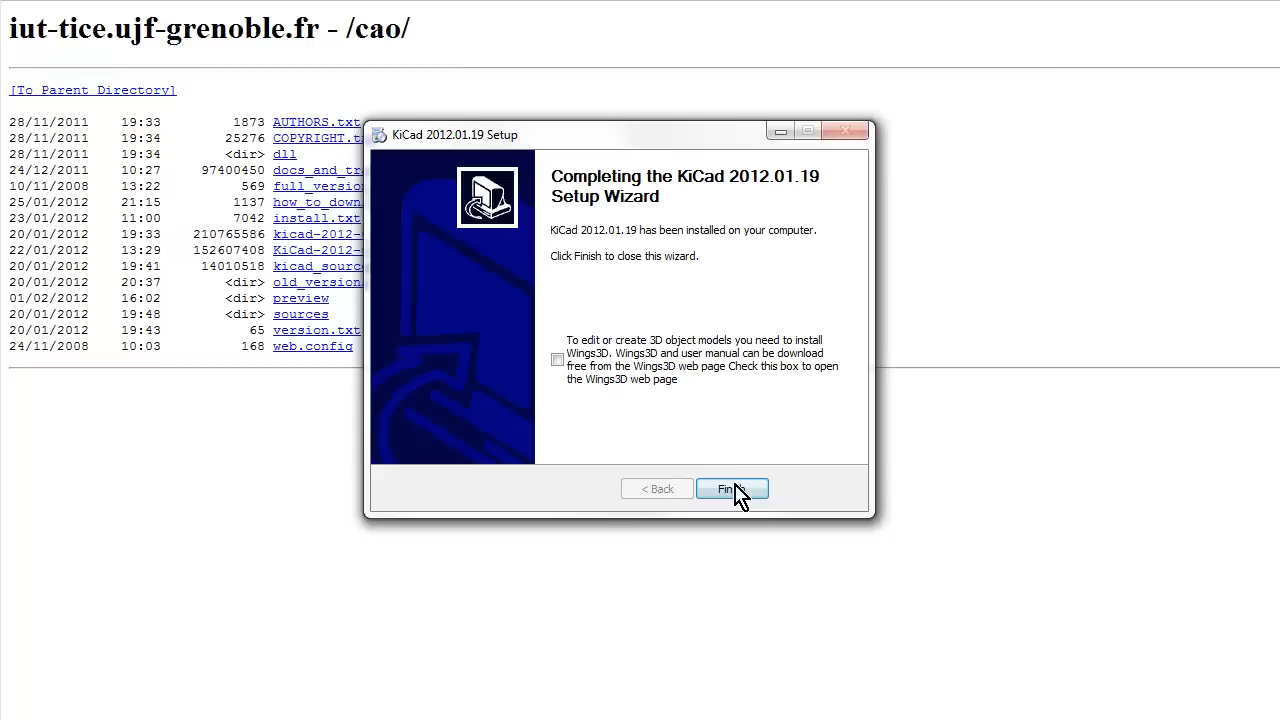 iut-tice.ujf-grenoble.fr - /cao/
[To Parent Directory]
28/11/2011 19:33 1873 AUTHORS.txt
28/11/2011 19:34 25276 COPYRIGHT.t
28/11/2011 19:34 <dir> dll
24/12/2011 10:27 97400450 docs_and_tr
10/11/2008 13:22 569 full_versio
25/01/2012 21:15 1137 how_to_down
23/01/2012 11:00 7042 install.txt
20/01/2012 19:33 210765586 kicad-2012-
22/01/2012 13:29 152607408 KiCad-2012-
20/01/2012 19:41 14010518 kicad_sourc
20/01/2012 20:37 <dir> old_version
01/02/2012 16:02 <dir> preview
20/01/2012 19:48 <dir> sources
20/01/2012 19:43 65 version.txt
24/11/2008 10:03 168 web.config
KiCad 2012.01.19 Setup
Completing the KiCad 2012.01.19
Setup Wizard
KiCad 2012.01.19 has been installed on your computer.
Click Finish to close this wizard.
To edit or create 3D object models you need to install
Wings3D. Wings3D and user manual can be download
free from the Wings3D web page Check this box to open
the Wings3D web page
< Back
Finish